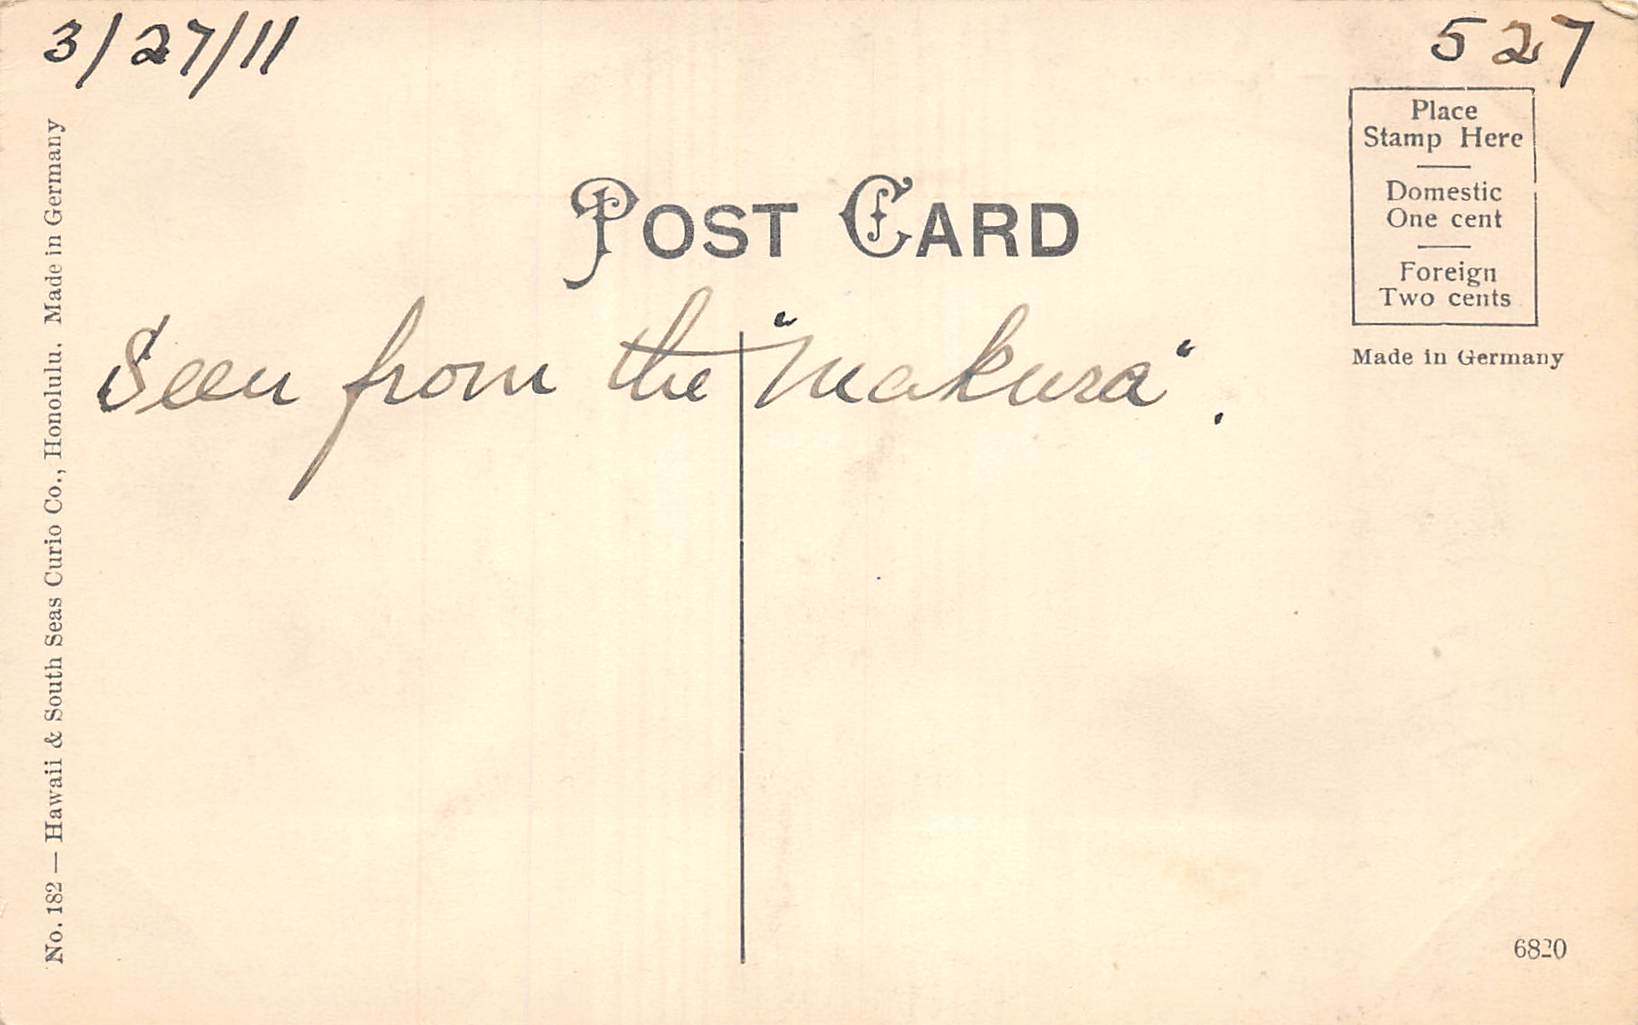 3/27/11
527
Place
Stamp Here
Domestic
One cent
Foreign
Two cents
Made in Germany
POST CARD
Seen from the "Makura".
No. 182 — Hawaii & South Seas Curio Co., Honolulu. Made in Germany
6820